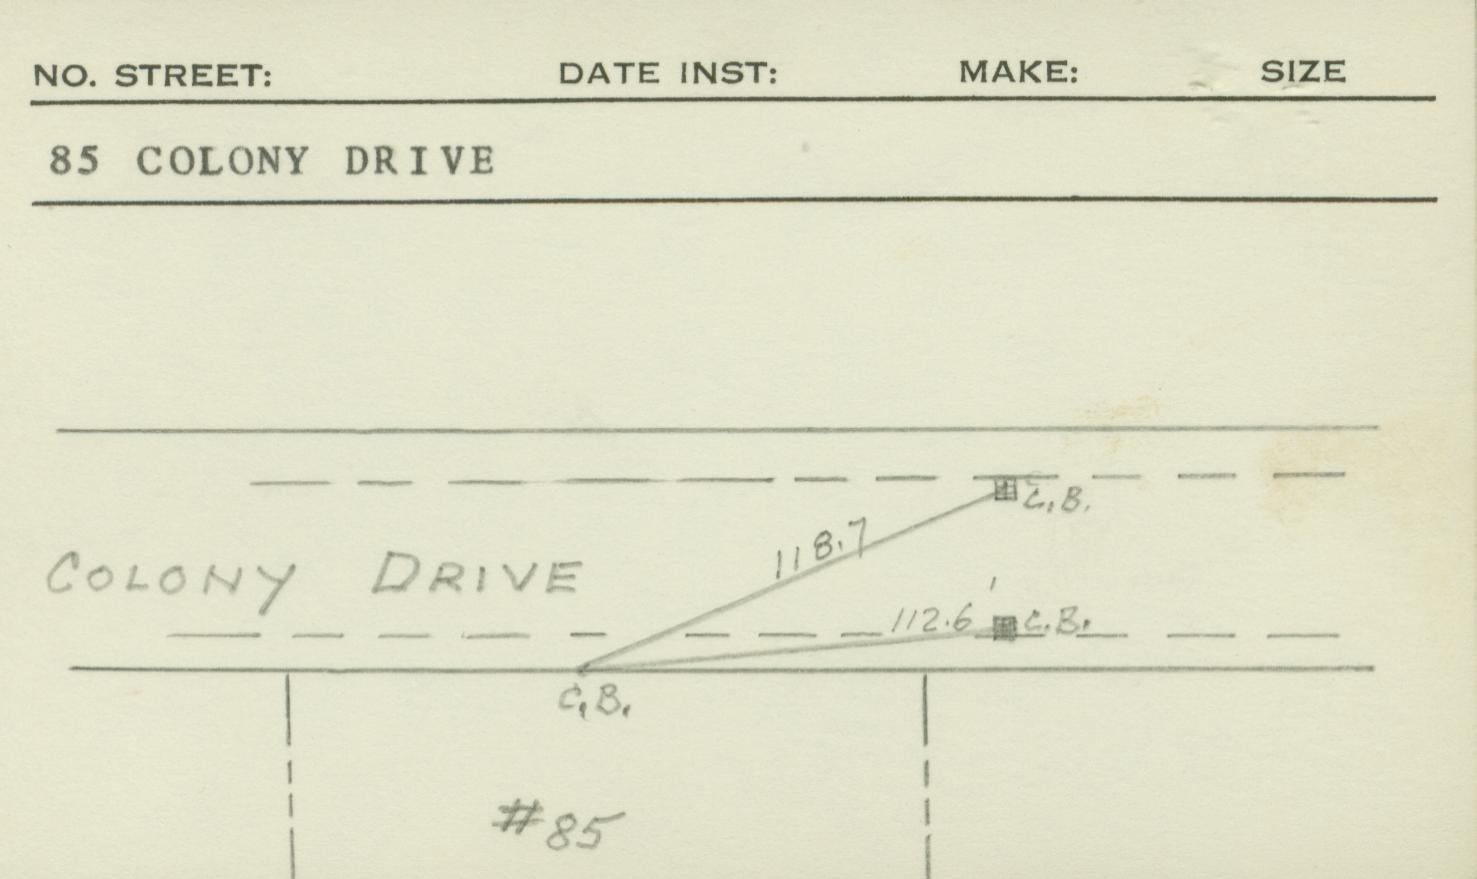 NO. STREET: DATE INST: MAKE: SIZE
85 COLONY DRIVE
C.B.
118.7
COLONY DRIVE
112.6' C.B.
C.B.
#85